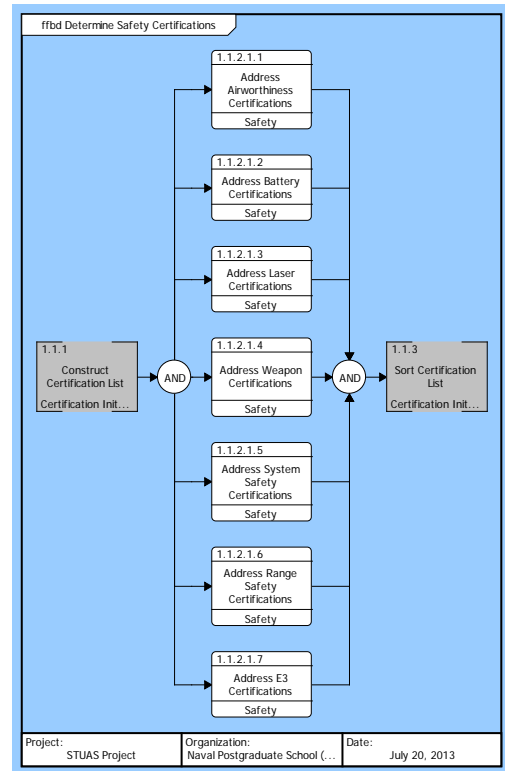 ffbd Determine Safety Certifications
1.1.2.1.1
Address
Airworthiness
Certifications
Safety
1.1.2.1.2
Address Battery
Certifications
Safety
1.1.2.1.3
Address Laser
Certifications
Safety
1.1.1
Construct
Certification List
Certification Init...
AND
1.1.2.1.4
Address Weapon
Certifications
Safety
AND
1.1.3
Sort Certification
List
Certification Init...
1.1.2.1.5
Address System
Safety
Certifications
Safety
1.1.2.1.6
Address Range
Safety
Certifications
Safety
1.1.2.1.7
Address E3
Certifications
Safety
Project:
STUAS Project
Organization:
Naval Postgraduate School (...
Date:
July 20, 2013